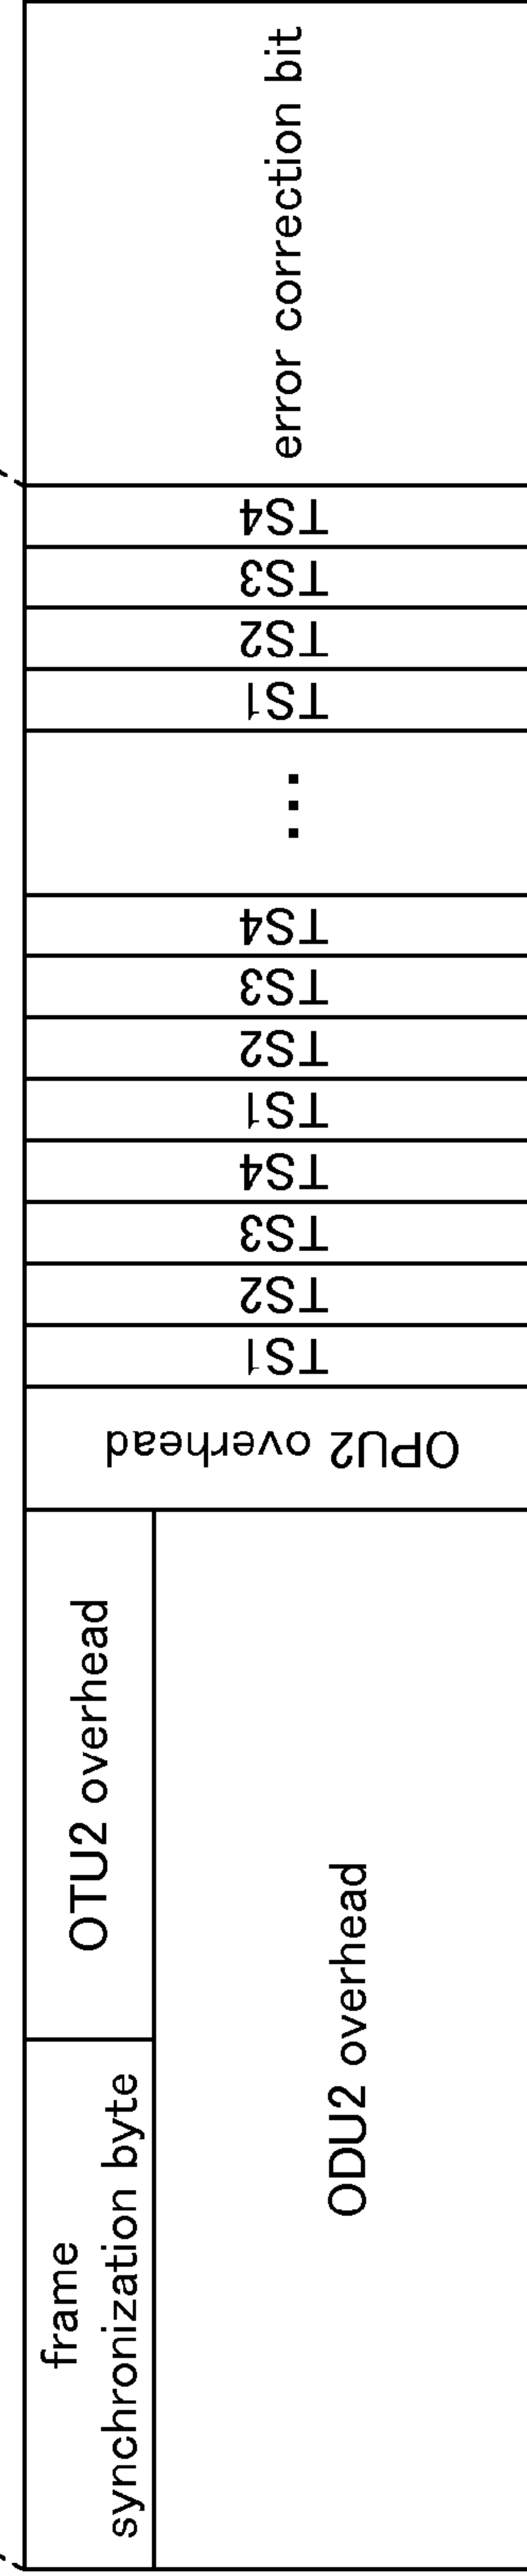 frame
synchronization byte
OTU2 overhead
ODU2 overhead
OPU2 overhead
TS1
TS2
TS3
TS4
TS1
TS2
TS3
TS4
...
TS1
TS2
TS3
TS4
error correction bit